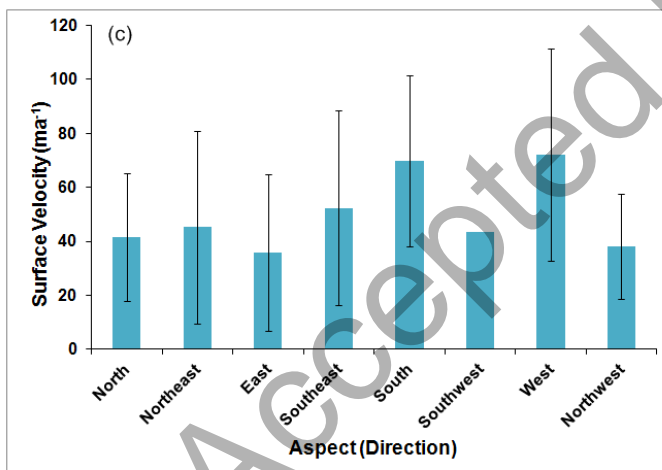 (c)
Surface Velocity (ma⁻¹)
120
100
80
60
40
20
0
North
Northeast
East
Southeast
South
Southwest
West
Northwest
Aspect (Direction)
Accepted